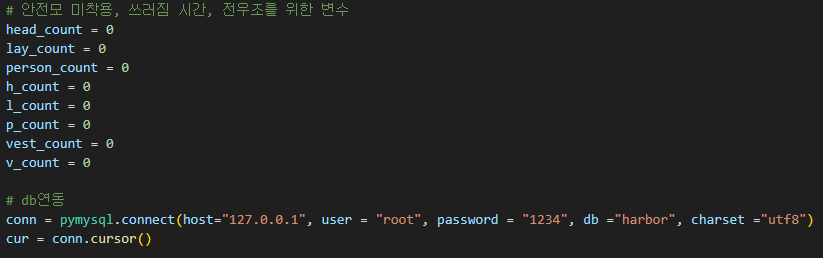 # 안전모 미착용, 쓰러짐 시간, 전우조를 위한 변수
head_count = 0
lay_count = 0
person_count = 0
h_count = 0
l_count = 0
p_count = 0
vest_count = 0
v_count = 0
# db연동
conn = pymysql.connect(host="127.0.0.1", user = "root", password = "1234", db ="harbor", charset ="utf8")
cur = conn.cursor()